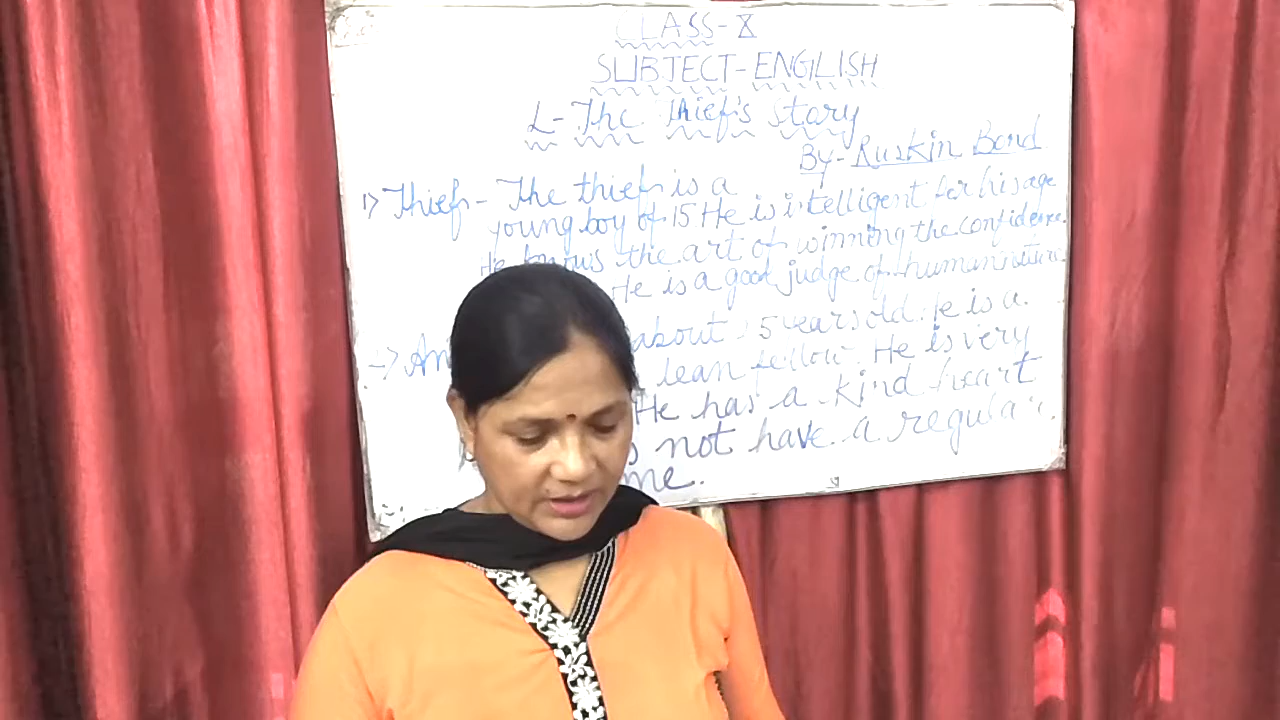 CLASS-X
SUBJECT-ENGLISH
L-The Thief's Story
By-Ruskin Bond
1) Thief- The thief is a
young boy of 15 He is intelligent for his age
He knows the art of winning the confidence.
He is a good judge of human nature.
about 5 years old. He is a
lean fellow. He is very
He has a kind heart
not have a regular
me.